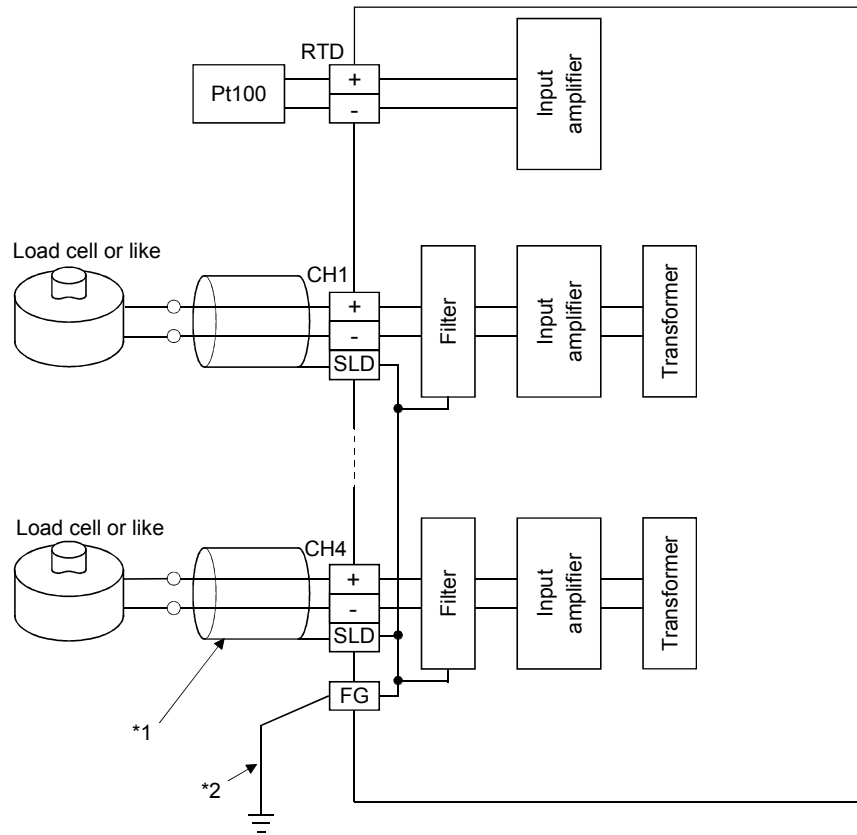 RTD
Pt100
+
-
Input
amplifier
Load cell or like
CH1
+
-
SLD
Filter
Input
amplifier
Transformer
Load cell or like
CH4
+
-
SLD
Filter
Input
amplifier
Transformer
FG
*1
*2